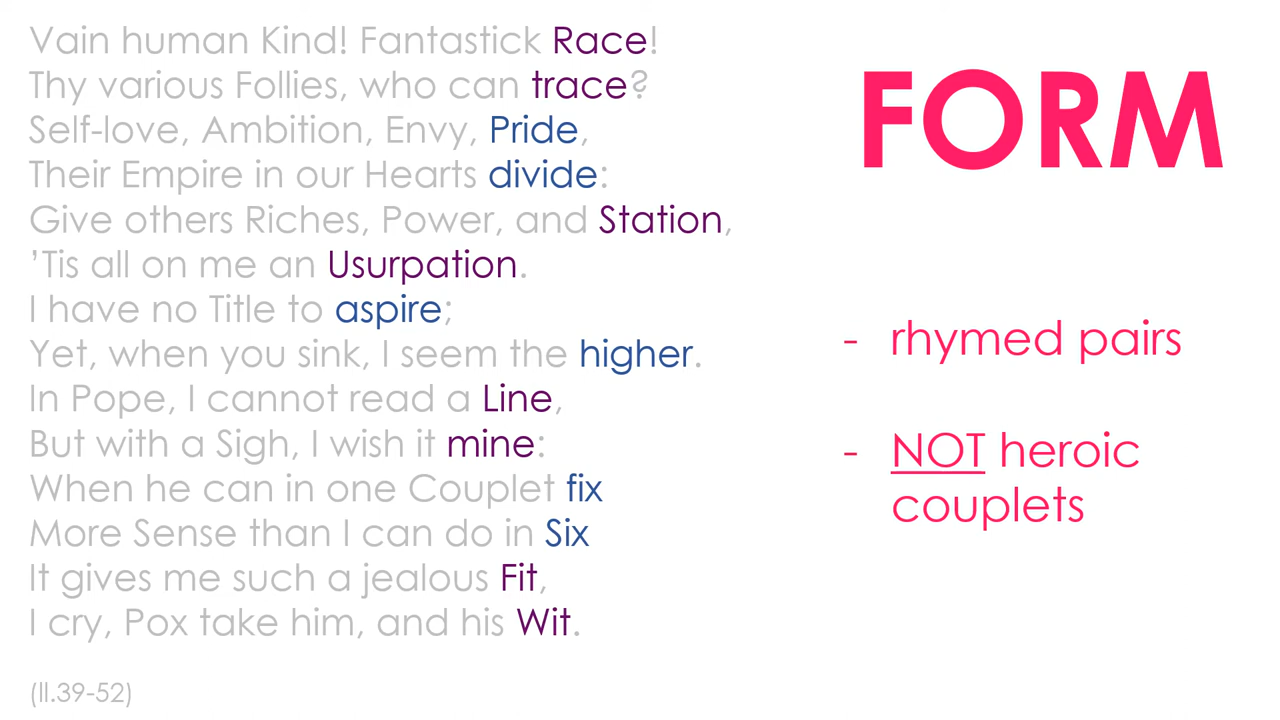 Vain human Kind! Fantastick Race!
Thy various Follies, who can trace?
Self-love, Ambition, Envy, Pride,
Their Empire in our Hearts divide:
Give others Riches, Power, and Station,
’Tis all on me an Usurpation.
I have no Title to aspire;
Yet, when you sink, I seem the higher.
In Pope, I cannot read a Line,
But with a Sigh, I wish it mine:
When he can in one Couplet fix
More Sense than I can do in Six
It gives me such a jealous Fit,
I cry, Pox take him, and his Wit.
(ll.39-52)
FORM
- rhymed pairs
- NOT heroic
couplets